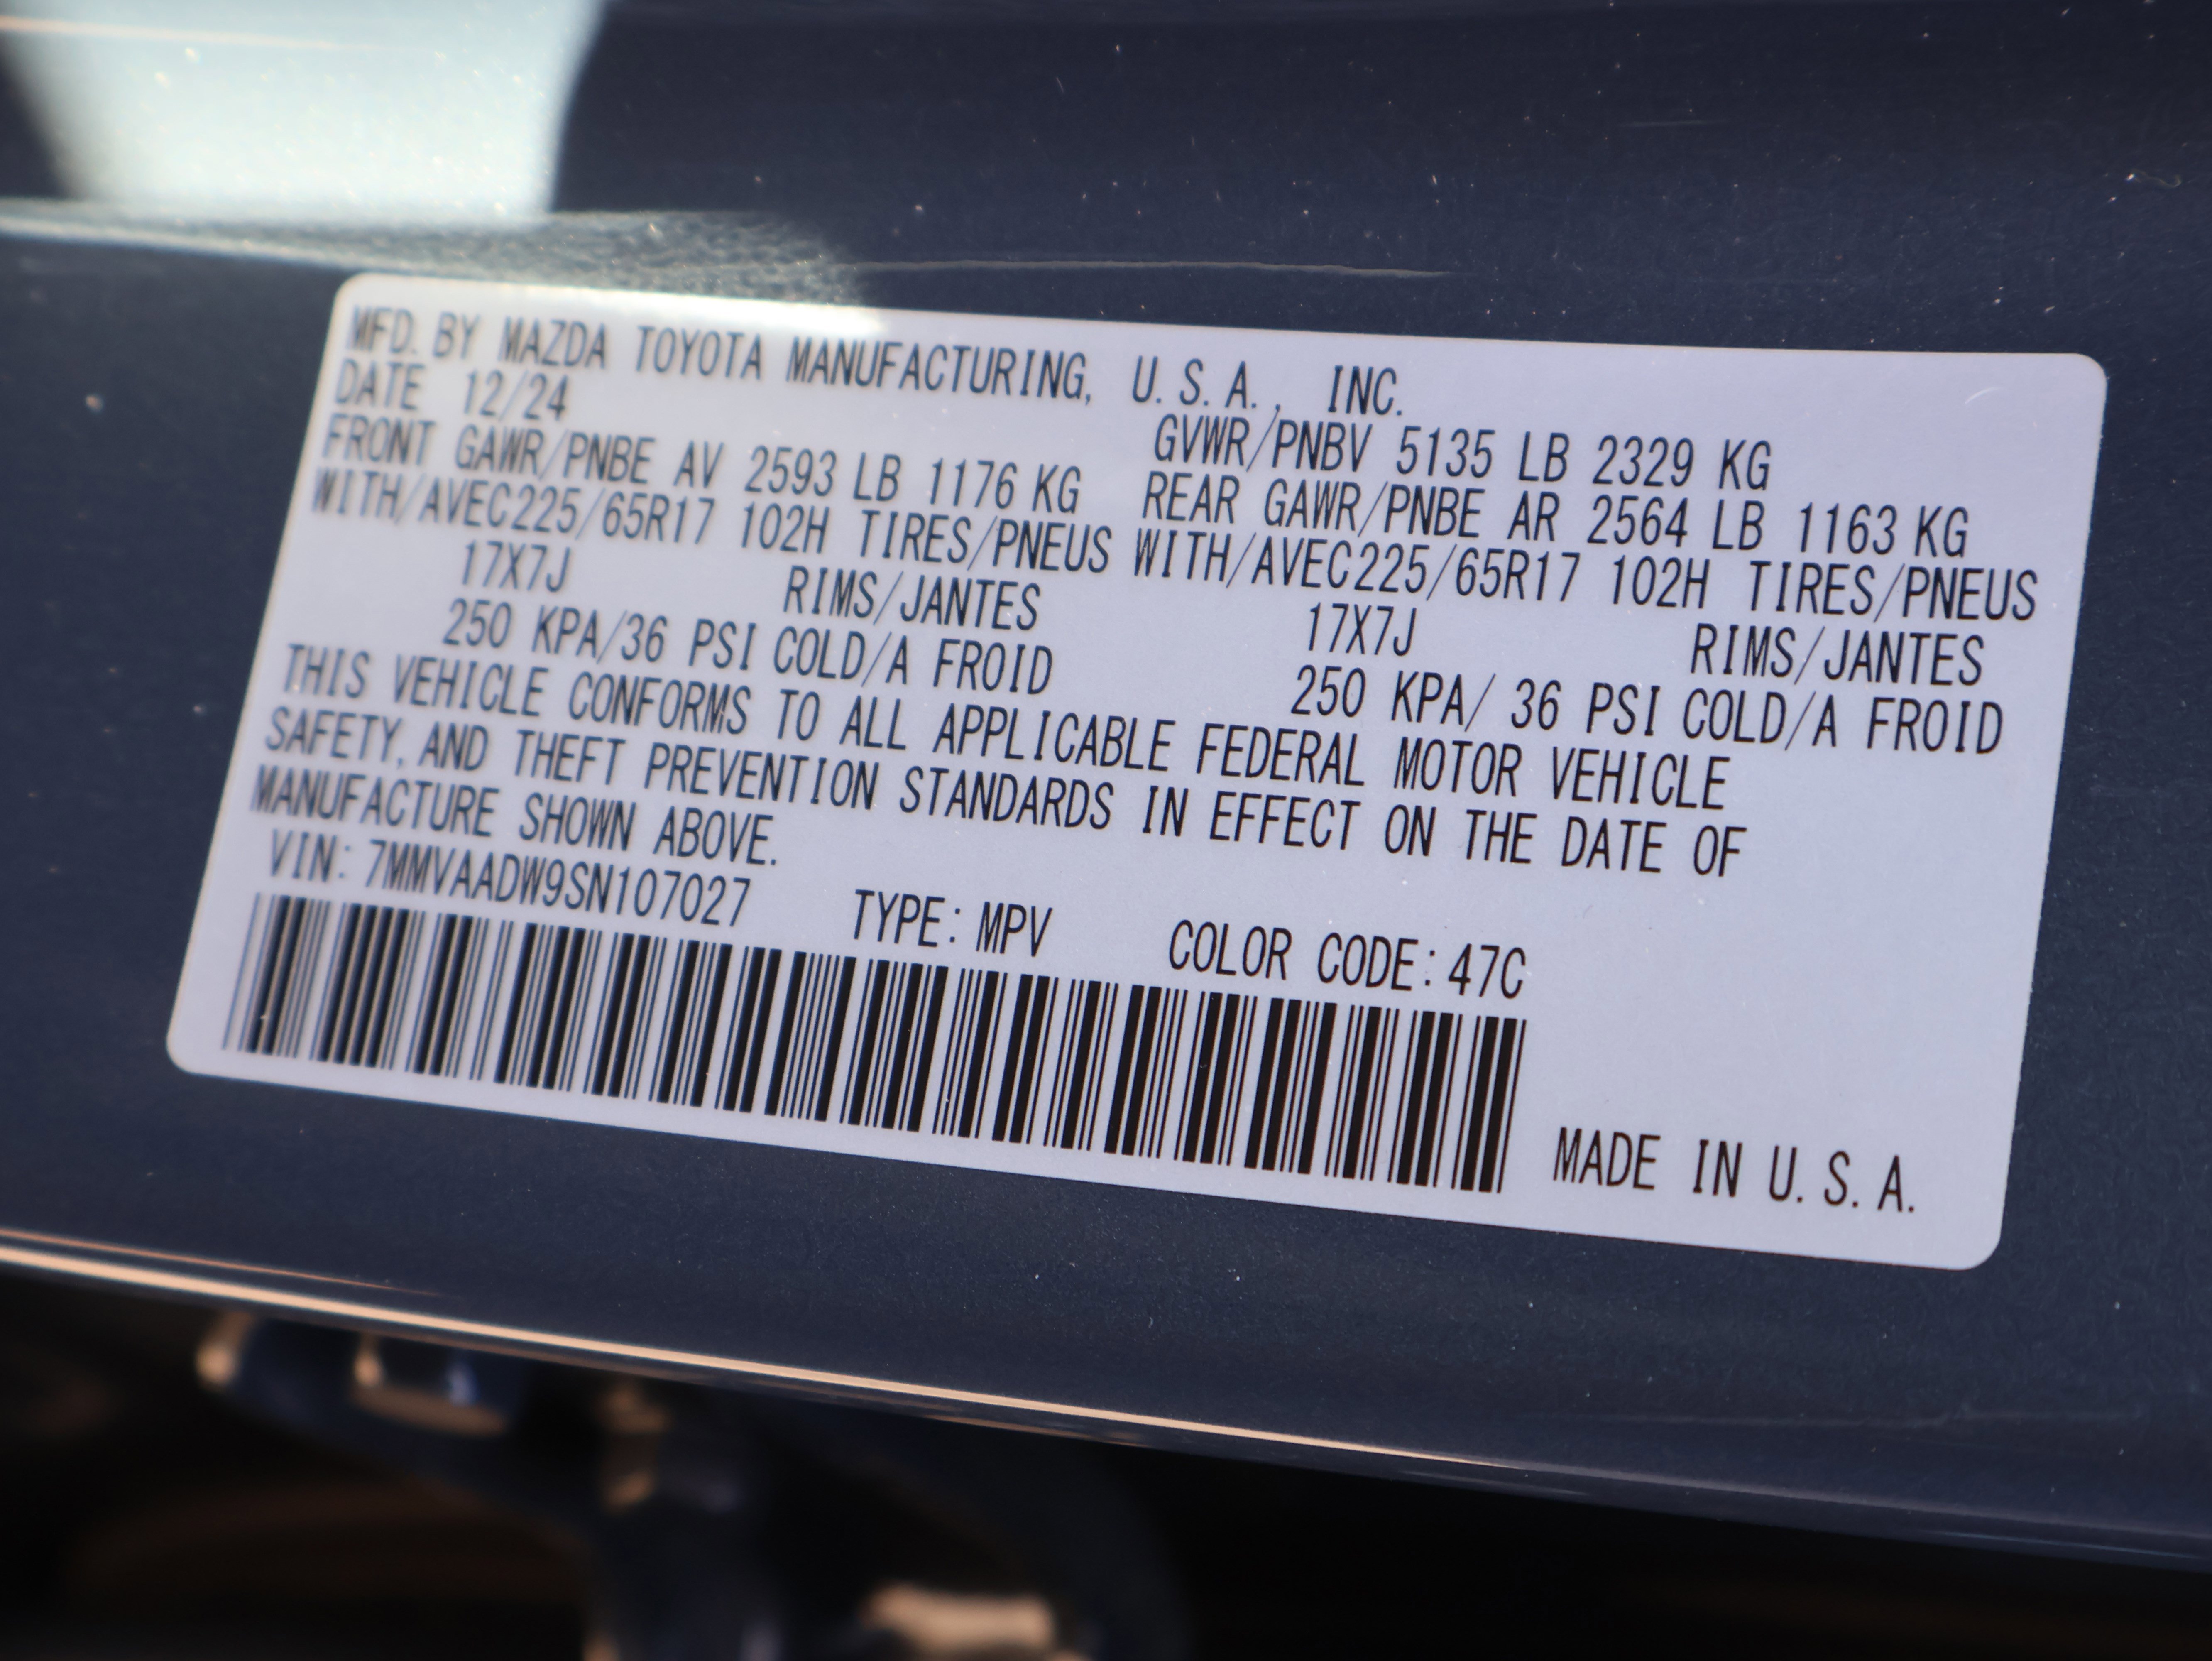 MFD. BY MAZDA TOYOTA MANUFACTURING, U.S.A., INC.
DATE 12/24 GVWR/PNBV 5135 LB 2329 KG
FRONT GAWR/PNBE AV 2593 LB 1176 KG REAR GAWR/PNBE AR 2564 LB 1163 KG
WITH/AVEC225/65R17 102H TIRES/PNEUS WITH/AVEC225/65R17 102H TIRES/PNEUS
17X7J RIMS/JANTES 17X7J RIMS/JANTES
250 KPA/36 PSI COLD/A FROID 250 KPA/ 36 PSI COLD/A FROID
THIS VEHICLE CONFORMS TO ALL APPLICABLE FEDERAL MOTOR VEHICLE
SAFETY, AND THEFT PREVENTION STANDARDS IN EFFECT ON THE DATE OF
MANUFACTURE SHOWN ABOVE.
VIN: 7MMVAADW9SN107027 TYPE: MPV COLOR CODE: 47C
MADE IN U.S.A.